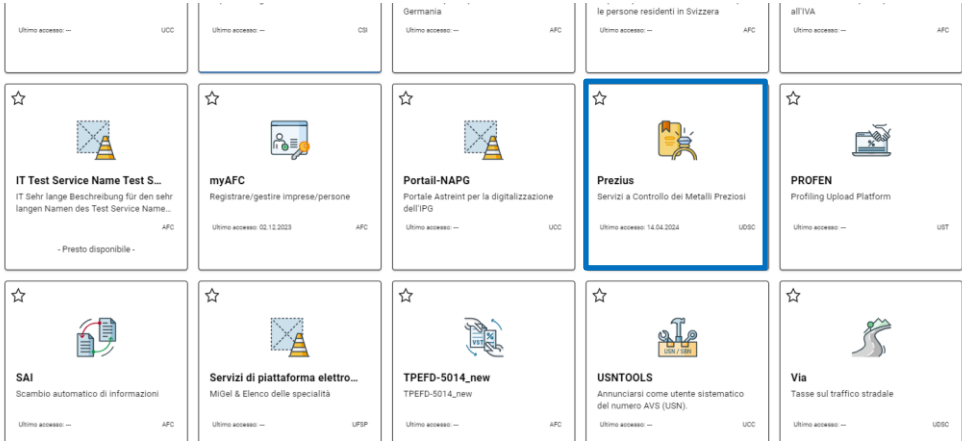 Germania
le persone residenti in Svizzera
all'IVA
Ultimo accesso: —
UCC
Ultimo accesso: —
CSI
Ultimo accesso: —
AFC
Ultimo accesso: —
AFC
Ultimo accesso: —
AFC
IT Test Service Name Test S...
IT Sehr lange Beschreibung für den sehr
langen Namen des Test Service Name...
AFC
- Presto disponibile -
myAFC
Registrare/gestire imprese/persone
Ultimo accesso: 02.12.2023
AFC
Portail-NAPG
Portale Astreint per la digitalizzazione
dell'IPG
Ultimo accesso: —
UCC
Prezius
Servizi a Controllo dei Metalli Preziosi
Ultimo accesso: 14.04.2024
UDSC
%
PROFEN
Profiling Upload Platform
Ultimo accesso: —
UST
SAI
Scambio automatico di informazioni
Ultimo accesso: —
AFC
Servizi di piattaforma elettro...
MiGel & Elenco delle specialità
Ultimo accesso: —
UFSP
VST %
TPEFD-5014_new
TPEFD-5014_new
Ultimo accesso: —
AFC
USN / SBN
USNTOOLS
Annunciarsi come utente sistematico
del numero AVS (USN).
Ultimo accesso: —
UCC
Via
Tasse sul traffico stradale
Ultimo accesso: —
UDSC